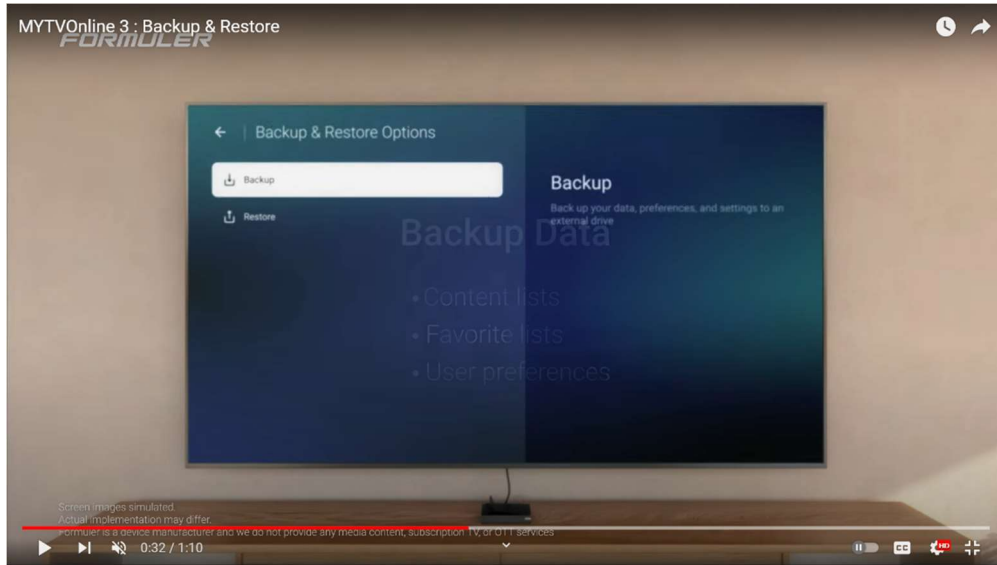 MYTVOnline 3 : Backup & Restore
FORMULER
Backup & Restore Options
Backup
Restore
Backup
Back up your data, preferences, and settings to an
external drive
Backup Data
• Content lists
• Favorite lists
• User preferences
Screen images simulated.
Actual implementation may differ.
Formuler is a device manufacturer and we do not provide any media content, subscription TV, or OTT services
0:32 / 1:10
CC
HD